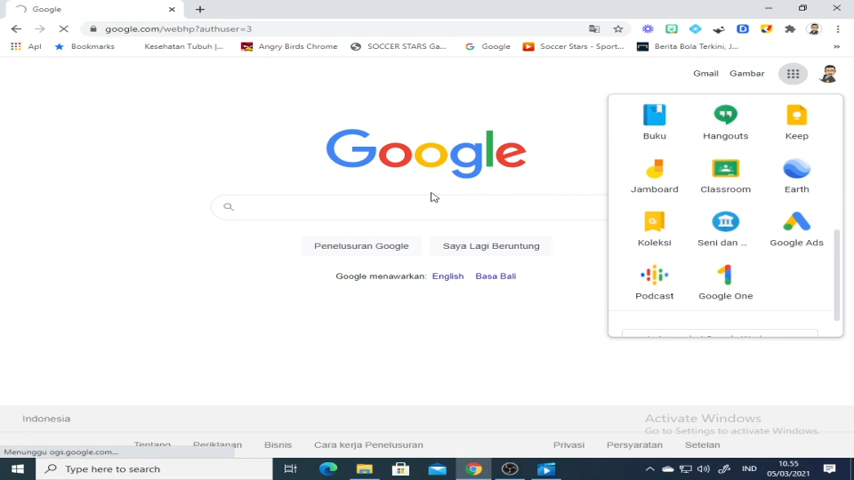 Google
google.com/webhp?authuser=3
Apl
Bookmarks
Kesehatan Tubuh |...
Angry Birds Chrome
SOCCER STARS Ga...
Google
Soccer Stars - Sport...
Berita Bola Terkini, J...
»
Gmail
Gambar
Google
Buku
Hangouts
Keep
Jamboard
Classroom
Earth
Koleksi
Seni dan ...
Google Ads
Podcast
Google One
Penelusuran Google
Saya Lagi Beruntung
Google menawarkan: English Basa Bali
Indonesia
Activate Windows
Go to Settings to activate Windows.
Tentang
Periklanan
Bisnis
Cara kerja Penelusuran
Privasi
Persyaratan
Setelan
Menunggu ogs.google.com...
Type here to search
IND
10.55
05/03/2021